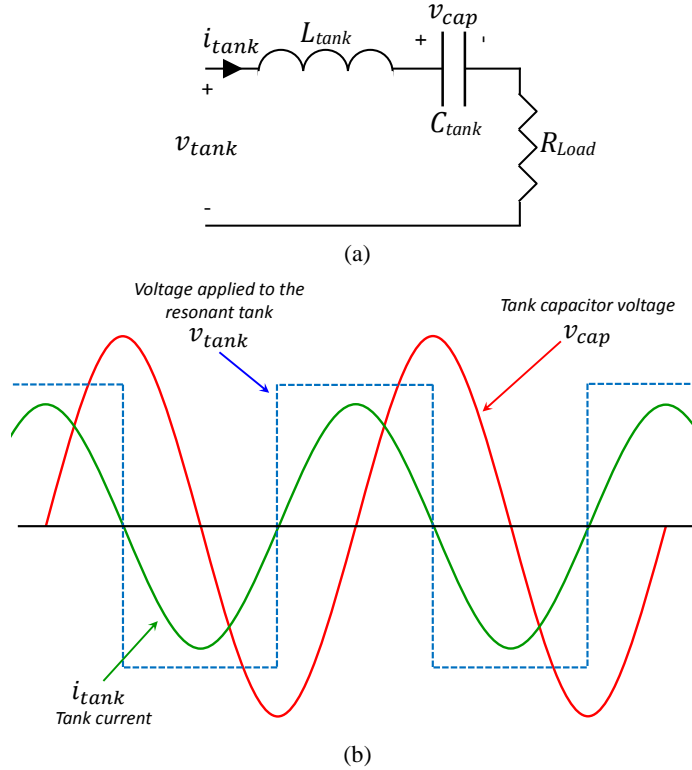 v_cap
L_tank
i_tank
+ -
+
C_tank
R_Load
v_tank
-
(a)
Voltage applied to the
resonant tank
v_tank
Tank capacitor voltage
v_cap
i_tank
Tank current
(b)